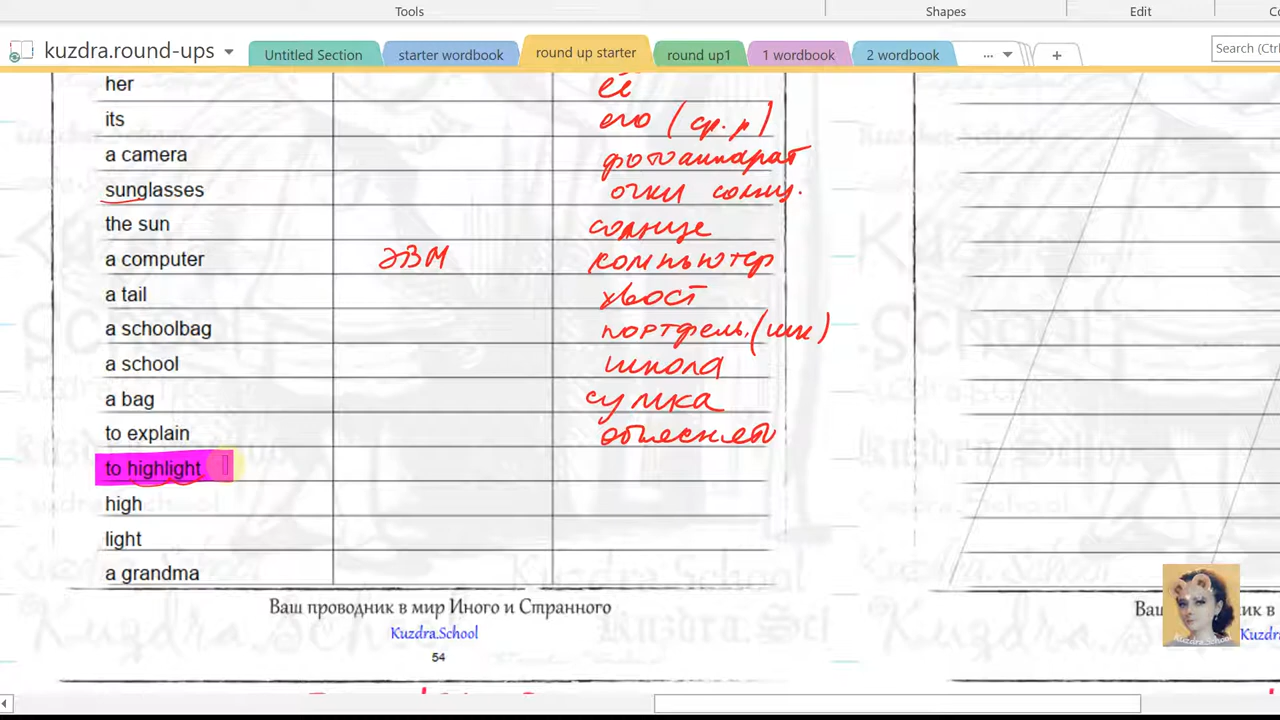 Tools Shapes Edit
kuzdra.round-ups Untitled Section starter wordbook round up starter round up1 1 wordbook 2 wordbook ... + Search (Ctrl
her её
its его (ср.р)
a camera фотоаппарат
sunglasses очки солнц.
the sun солнце
a computer ЭВМ компьютер
a tail хвост
a schoolbag портфель (шк)
a school школа
a bag сумка
to explain объяснять
to highlight
high
light
a grandma
Ваш проводник в мир Иного и Странного
Kuzdra.School
54
Kuzdra.School